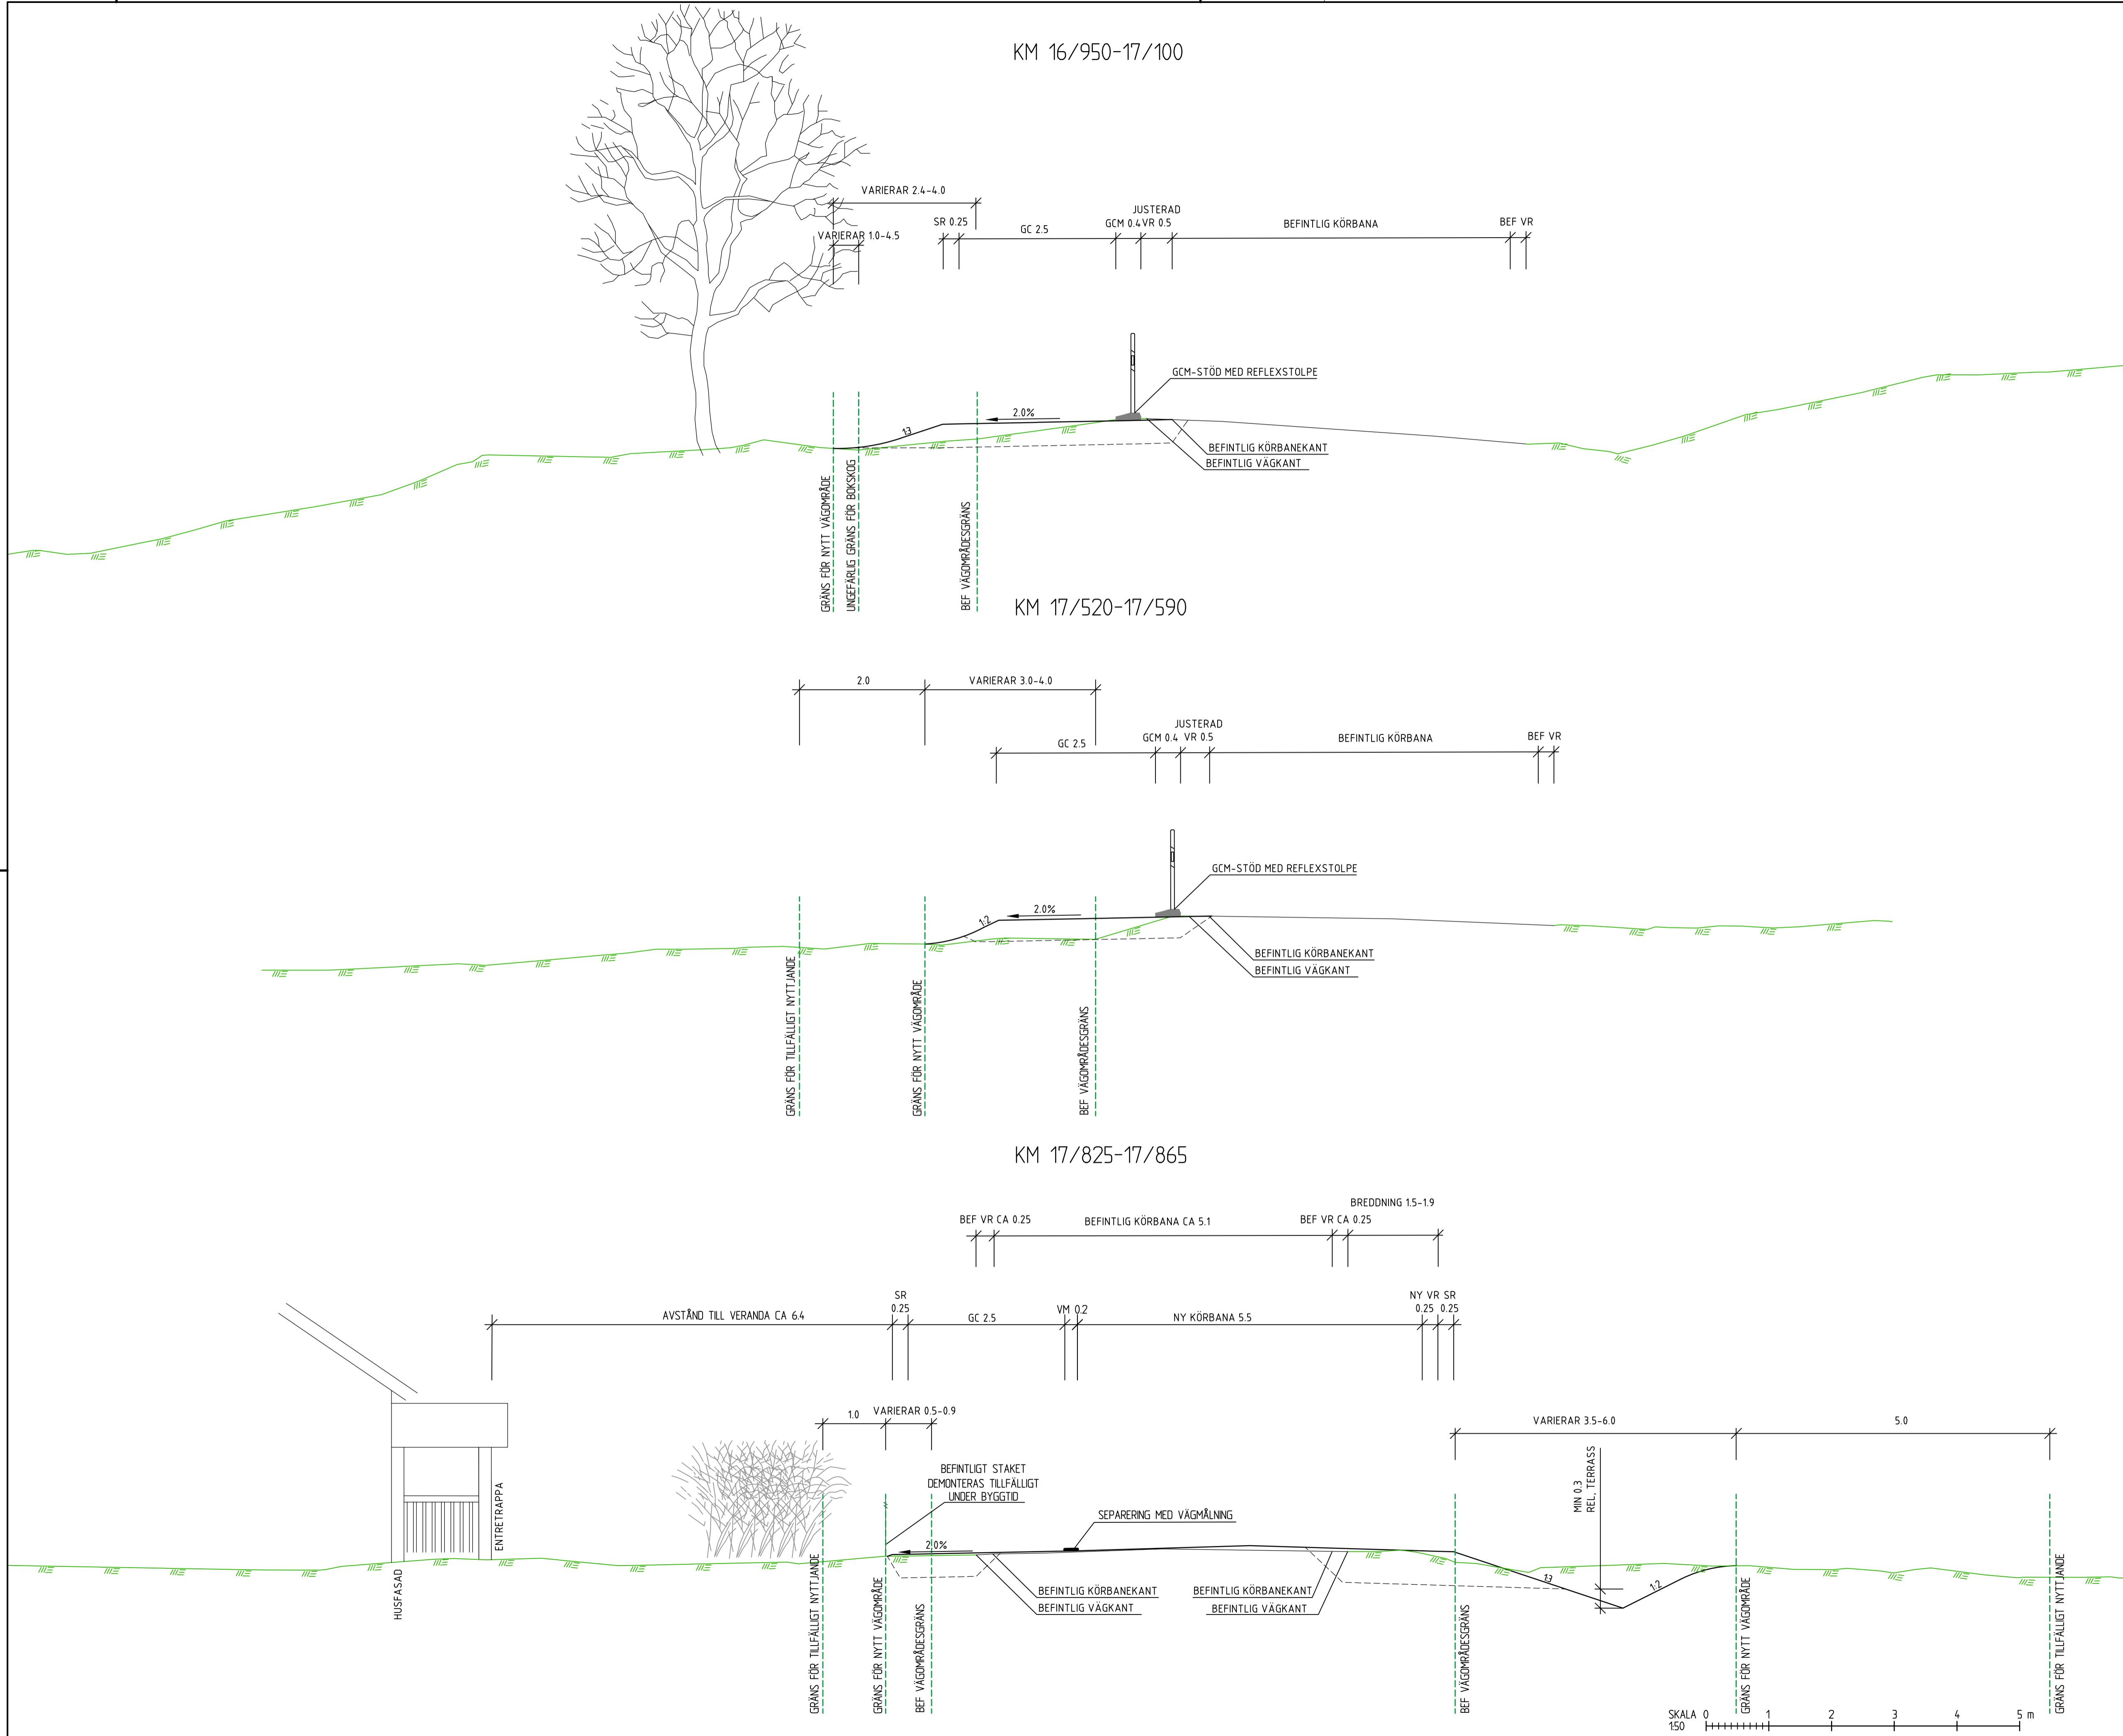 KM 16/950-17/100
VARIERAR 2.4-4.0
VARIERAR 1.0-4.5
SR 0.25
GC 2.5
JUSTERAD
GCM 0.4 VR 0.5
BEFINTLIG KÖRBANA
BEF VR
GCM-STÖD MED REFLEXSTOLPE
2.0%
1:3
BEFINTLIG KÖRBANEKANT
BEFINTLIG VÄGKANT
GRÄNS FÖR NYTT VÄGOMRÅDE
UNGEFÄRLIG GRÄNS FÖR BOKSKOG
BEF VÄGOMRÅDESGRÄNS
KM 17/520-17/590
2.0
VARIERAR 3.0-4.0
GC 2.5
JUSTERAD
GCM 0.4 VR 0.5
BEFINTLIG KÖRBANA
BEF VR
GCM-STÖD MED REFLEXSTOLPE
2.0%
1:2
BEFINTLIG KÖRBANEKANT
BEFINTLIG VÄGKANT
GRÄNS FÖR TILLFÄLLIGT NYTTJANDE
GRÄNS FÖR NYTT VÄGOMRÅDE
BEF VÄGOMRÅDESGRÄNS
KM 17/825-17/865
BREDDNING 1.5-1.9
BEF VR CA 0.25
BEFINTLIG KÖRBANA CA 5.1
BEF VR CA 0.25
AVSTÅND TILL VERANDA CA 6.4
SR
0.25
GC 2.5
VM 0.2
NY KÖRBANA 5.5
NY VR SR
0.25 0.25
1.0
VARIERAR 0.5-0.9
VARIERAR 3.5-6.0
5.0
BEFINTLIGT STAKET
DEMONTERAS TILLFÄLLIGT
UNDER BYGGTID
SEPARERING MED VÄGMÅLNING
MIN 0.3
REL. TERRASS
ENTRETRAPPA
HUSFASAD
2.0%
1:3
1:2
BEFINTLIG KÖRBANEKANT
BEFINTLIG VÄGKANT
BEFINTLIG KÖRBANEKANT
BEFINTLIG VÄGKANT
GRÄNS FÖR TILLFÄLLIGT NYTTJANDE
GRÄNS FÖR NYTT VÄGOMRÅDE
BEF VÄGOMRÅDESGRÄNS
BEF VÄGOMRÅDESGRÄNS
GRÄNS FÖR NYTT VÄGOMRÅDE
GRÄNS FÖR TILLFÄLLIGT NYTTJANDE
SKALA 0 1 2 3 4 5 m
1:50